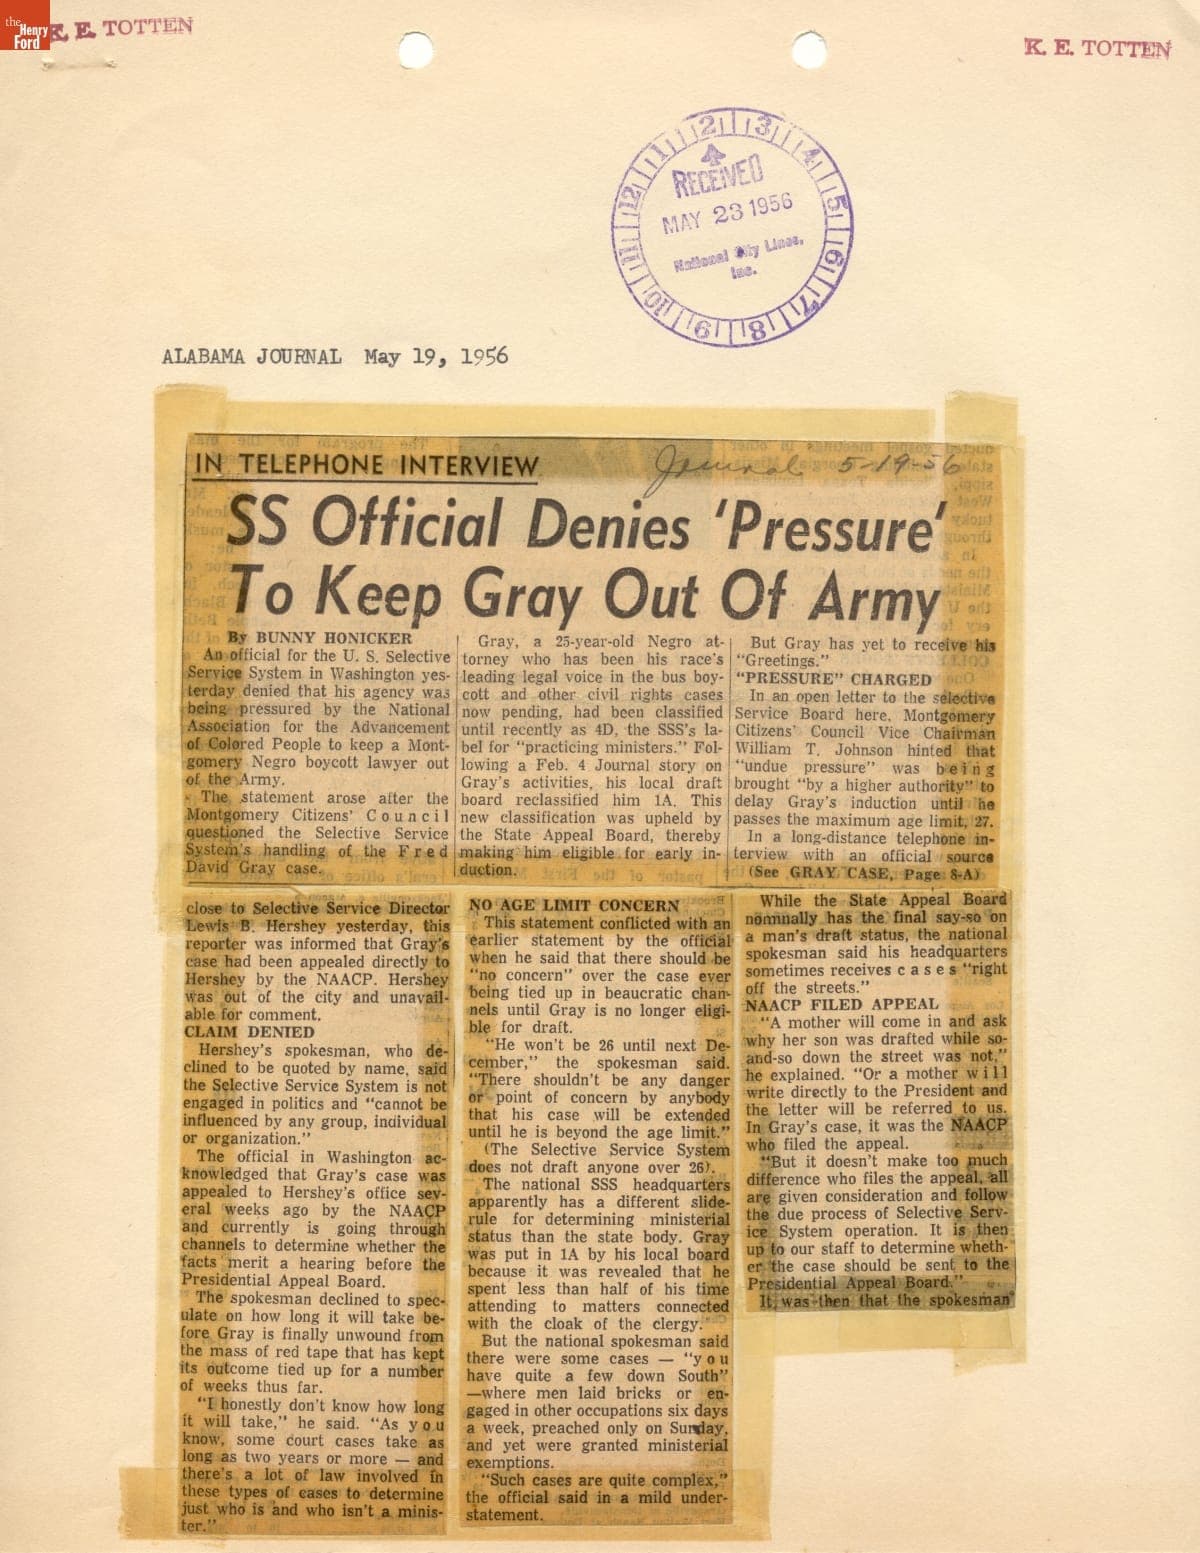 the
Henry
Ford
K. E. TOTTEN
K. E. TOTTEN
12 1 2 3 4 5 6 7 8 9 10 11
RECEIVED
MAY 23 1956
National City Lines,
Inc.
ALABAMA JOURNAL May 19, 1956
Journal 5-19-56
IN TELEPHONE INTERVIEW
SS Official Denies 'Pressure'
To Keep Gray Out Of Army
By BUNNY HONICKER
An official for the U. S. Selective
Service System in Washington yes-
terday denied that his agency was
being pressured by the National
Association for the Advancement
of Colored People to keep a Mont-
gomery Negro boycott lawyer out
of the Army.
The statement arose after the
Montgomery Citizens' Council
questioned the Selective Service
System's handling of the Fred
David Gray case.
Gray, a 25-year-old Negro at-
torney who has been his race's
leading legal voice in the bus boy-
cott and other civil rights cases
now pending, had been classified
until recently as 4D, the SSS's la-
bel for "practicing ministers." Fol-
lowing a Feb. 4 Journal story on
Gray's activities, his local draft
board reclassified him 1A. This
new classification was upheld by
the State Appeal Board, thereby
making him eligible for early in-
duction.
But Gray has yet to receive his
"Greetings."
"PRESSURE" CHARGED
In an open letter to the selective
Service Board here, Montgomery
Citizens' Council Vice Chairman
William T. Johnson hinted that
"undue pressure" was being
brought "by a higher authority" to
delay Gray's induction until he
passes the maximum age limit, 27.
In a long-distance telephone in-
terview with an official source
(See GRAY CASE, Page 8-A)
close to Selective Service Director
Lewis B. Hershey yesterday, this
reporter was informed that Gray's
case had been appealed directly to
Hershey by the NAACP. Hershey
was out of the city and unavail-
able for comment.
CLAIM DENIED
Hershey's spokesman, who de-
clined to be quoted by name, said
the Selective Service System is not
engaged in politics and "cannot be
influenced by any group, individual
or organization."
The official in Washington ac-
knowledged that Gray's case was
appealed to Hershey's office sev-
eral weeks ago by the NAACP
and currently is going through
channels to determine whether the
facts merit a hearing before the
Presidential Appeal Board.
The spokesman declined to spec-
ulate on how long it will take be-
fore Gray is finally unwound from
the mass of red tape that has kept
its outcome tied up for a number
of weeks thus far.
"I honestly don't know how long
it will take," he said. "As you
know, some court cases take as
long as two years or more — and
there's a lot of law involved in
these types of cases to determine
just who is and who isn't a minis-
ter."
NO AGE LIMIT CONCERN
This statement conflicted with an
earlier statement by the official
when he said that there should be
"no concern" over the case ever
being tied up in beaucratic chan-
nels until Gray is no longer eligi-
ble for draft.
"He won't be 26 until next De-
cember," the spokesman said.
"There shouldn't be any danger
or point of concern by anybody
that his case will be extended
until he is beyond the age limit."
(The Selective Service System
does not draft anyone over 26).
The national SSS headquarters
apparently has a different slide-
rule for determining ministerial
status than the state body. Gray
was put in 1A by his local board
because it was revealed that he
spent less than half of his time
attending to matters connected
with the cloak of the clergy.
But the national spokesman said
there were some cases — "you
have quite a few down South"
—where men laid bricks or en-
gaged in other occupations six days
a week, preached only on Sunday,
and yet were granted ministerial
exemptions.
"Such cases are quite complex,"
the official said in a mild under-
statement.
While the State Appeal Board
nomnally has the final say-so on
a man's draft status, the national
spokesman said his headquarters
sometimes receives cases "right
off the streets."
NAACP FILED APPEAL
"A mother will come in and ask
why her son was drafted while so-
and-so down the street was not,"
he explained. "Or a mother will
write directly to the President and
the letter will be referred to us.
In Gray's case, it was the NAACP
who filed the appeal.
"But it doesn't make too much
difference who files the appeal, all
are given consideration and follow
the due process of Selective Serv-
ice System operation. It is then
up to our staff to determine wheth-
er the case should be sent to the
Presidential Appeal Board."
It was then that the spokesman